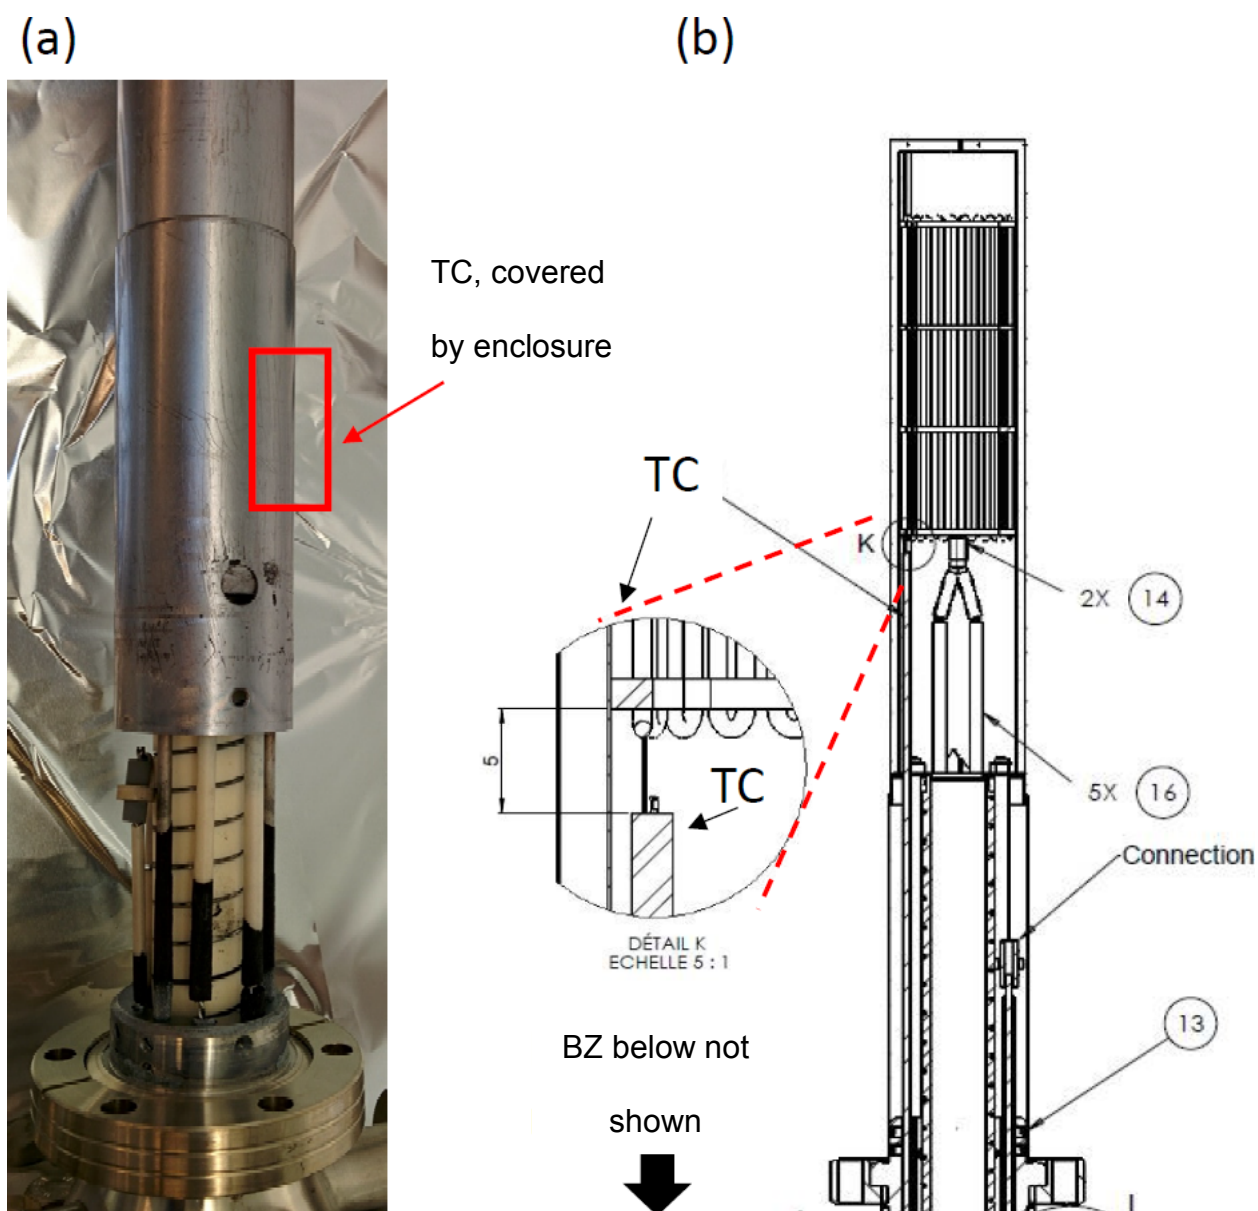 (a)
(b)
TC, covered
by enclosure
TC
K
2X 14
TC
5
5X 16
Connection
DÉTAIL K
ECHELLE 5 : 1
13
BZ below not
shown